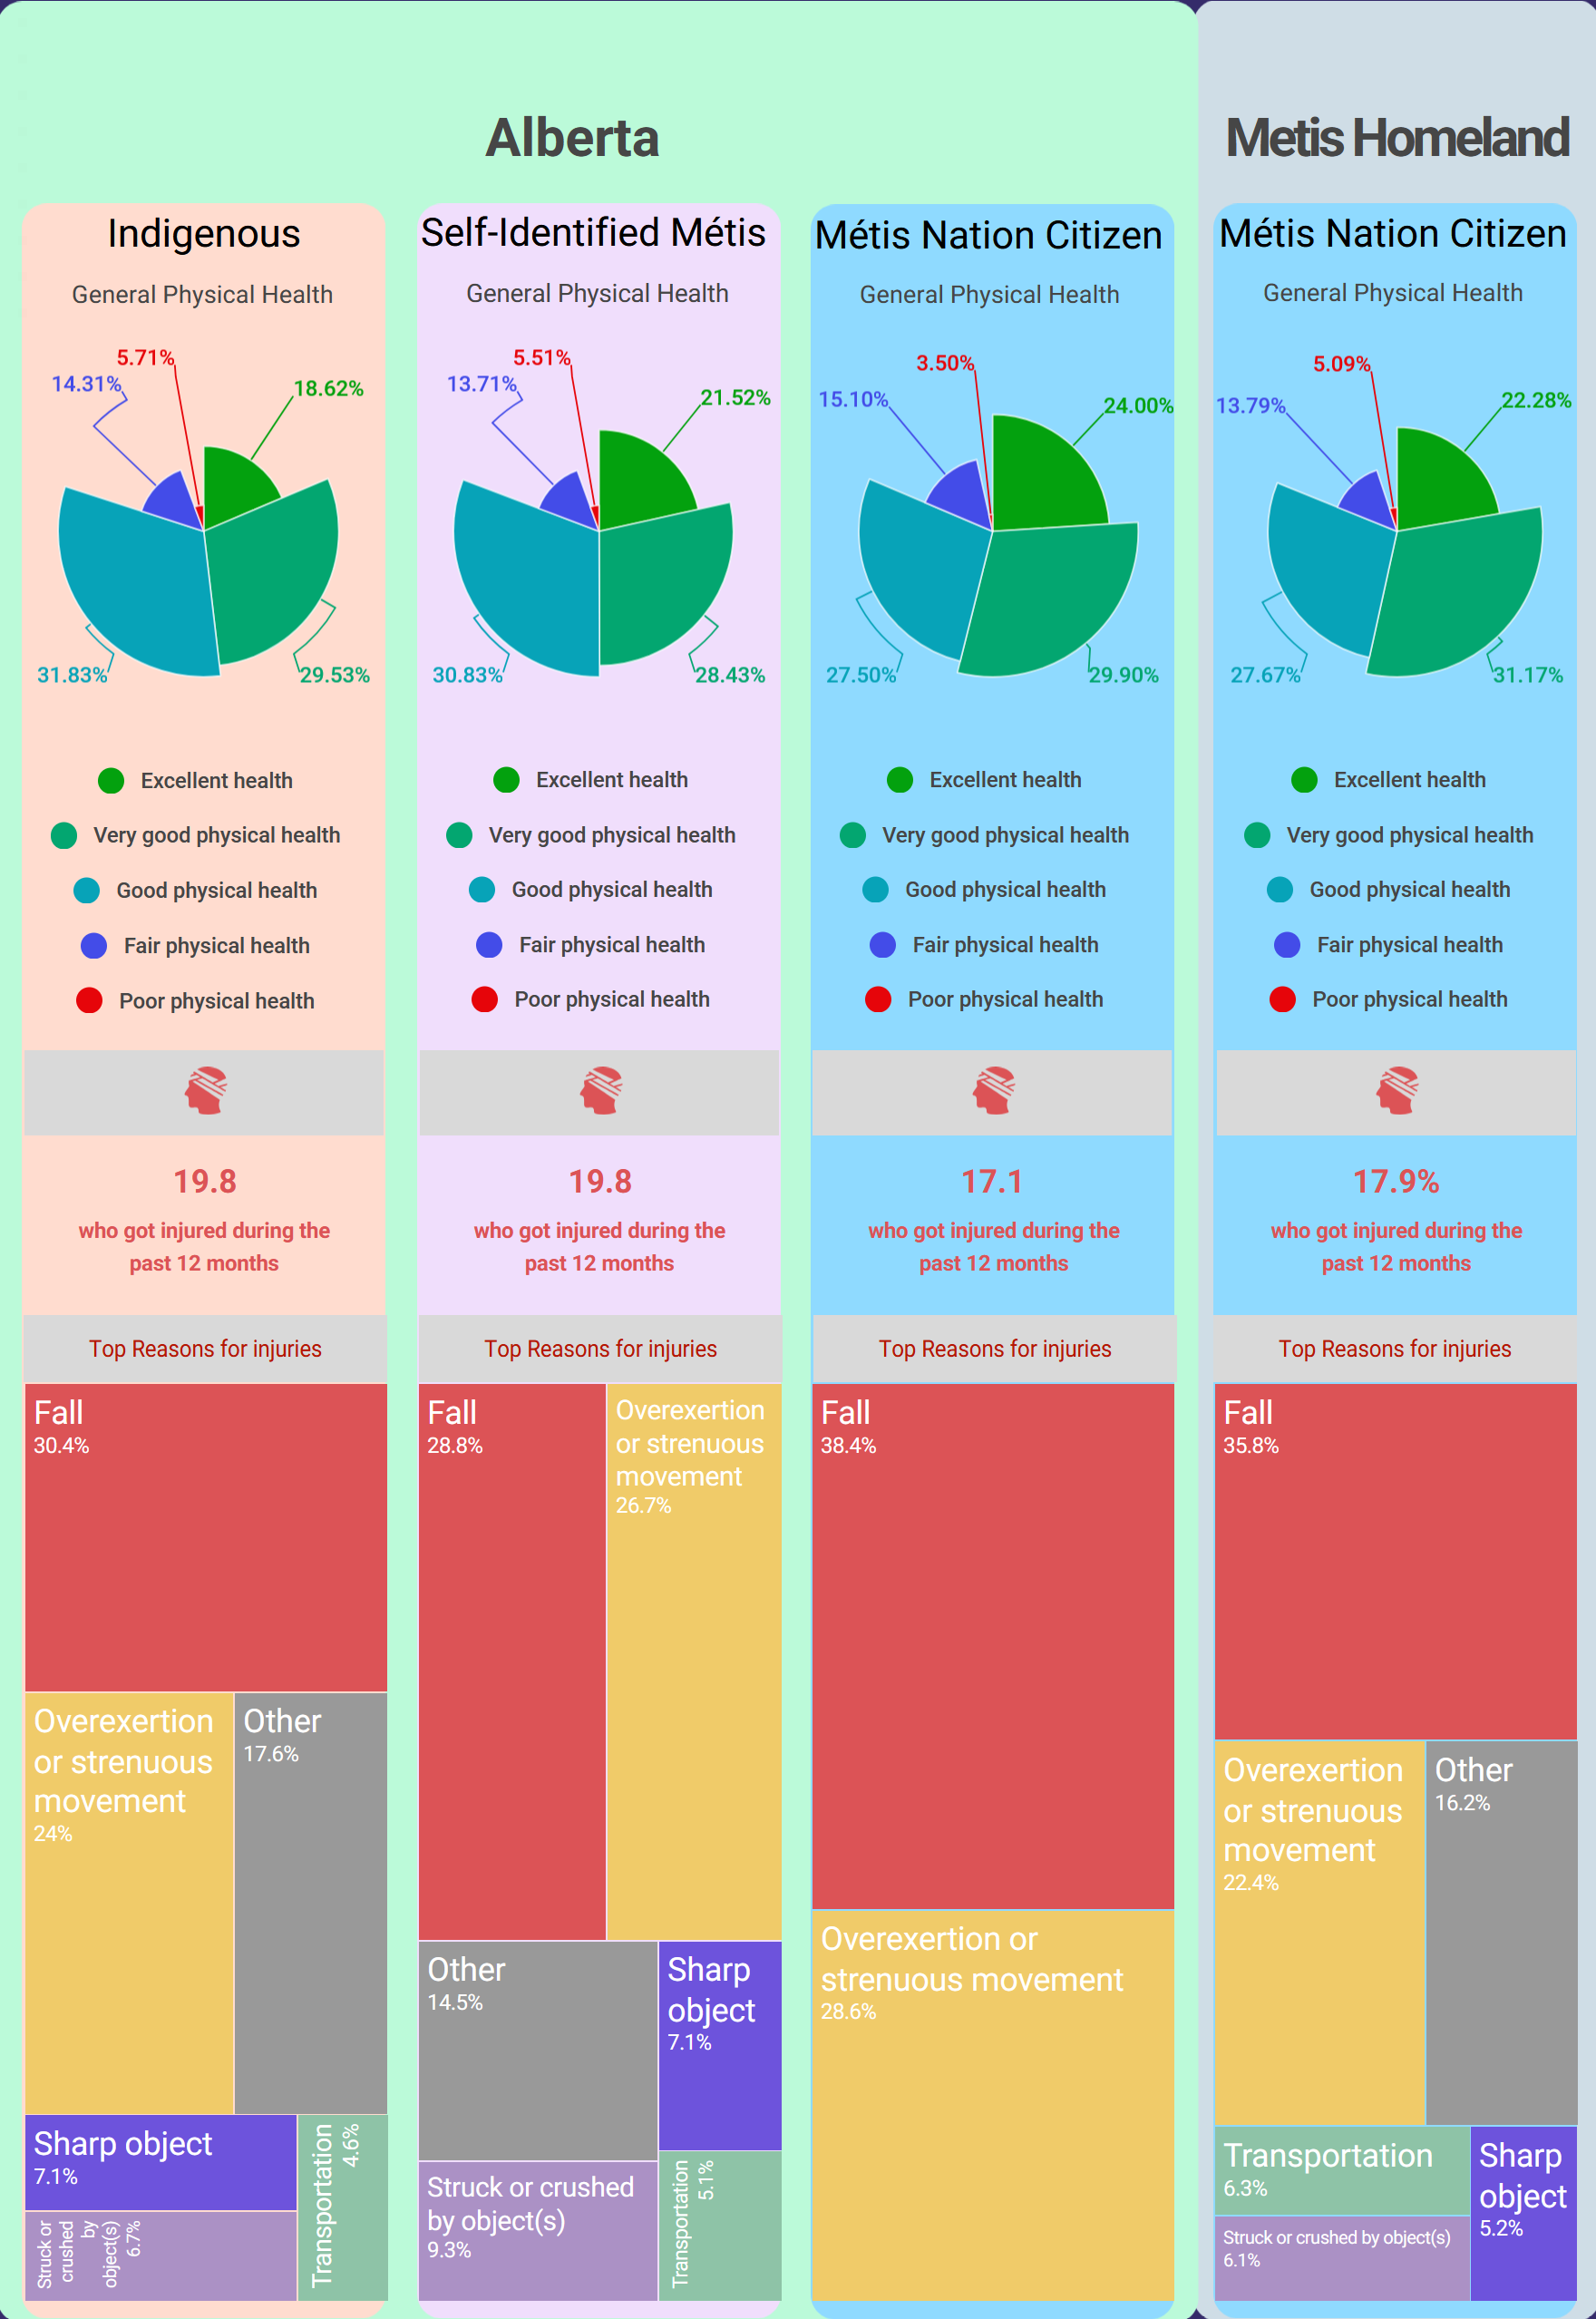 Alberta
Metis Homeland
Indigenous
General Physical Health
5.71%
14.31%
18.62%
31.83%
29.53%
Excellent health
Very good physical health
Good physical health
Fair physical health
Poor physical health
19.8
who got injured during the
past 12 months
Top Reasons for injuries
Fall
30.4%
Overexertion
or strenuous
movement
24%
Other
17.6%
Sharp object
7.1%
Struck or
crushed
by
object(s)
6.7%
Transportation
4.6%
Self-Identified Métis
General Physical Health
5.51%
13.71%
21.52%
30.83%
28.43%
Excellent health
Very good physical health
Good physical health
Fair physical health
Poor physical health
19.8
who got injured during the
past 12 months
Top Reasons for injuries
Fall
28.8%
Overexertion
or strenuous
movement
26.7%
Other
14.5%
Sharp
object
7.1%
Struck or crushed
by object(s)
9.3%
Transportation
5.1%
Métis Nation Citizen
General Physical Health
3.50%
15.10%
24.00%
27.50%
29.90%
Excellent health
Very good physical health
Good physical health
Fair physical health
Poor physical health
17.1
who got injured during the
past 12 months
Top Reasons for injuries
Fall
38.4%
Overexertion or
strenuous movement
28.6%
Métis Nation Citizen
General Physical Health
5.09%
13.79%
22.28%
27.67%
31.17%
Excellent health
Very good physical health
Good physical health
Fair physical health
Poor physical health
17.9%
who got injured during the
past 12 months
Top Reasons for injuries
Fall
35.8%
Overexertion
or strenuous
movement
22.4%
Other
16.2%
Transportation
6.3%
Sharp
object
5.2%
Struck or crushed by object(s)
6.1%